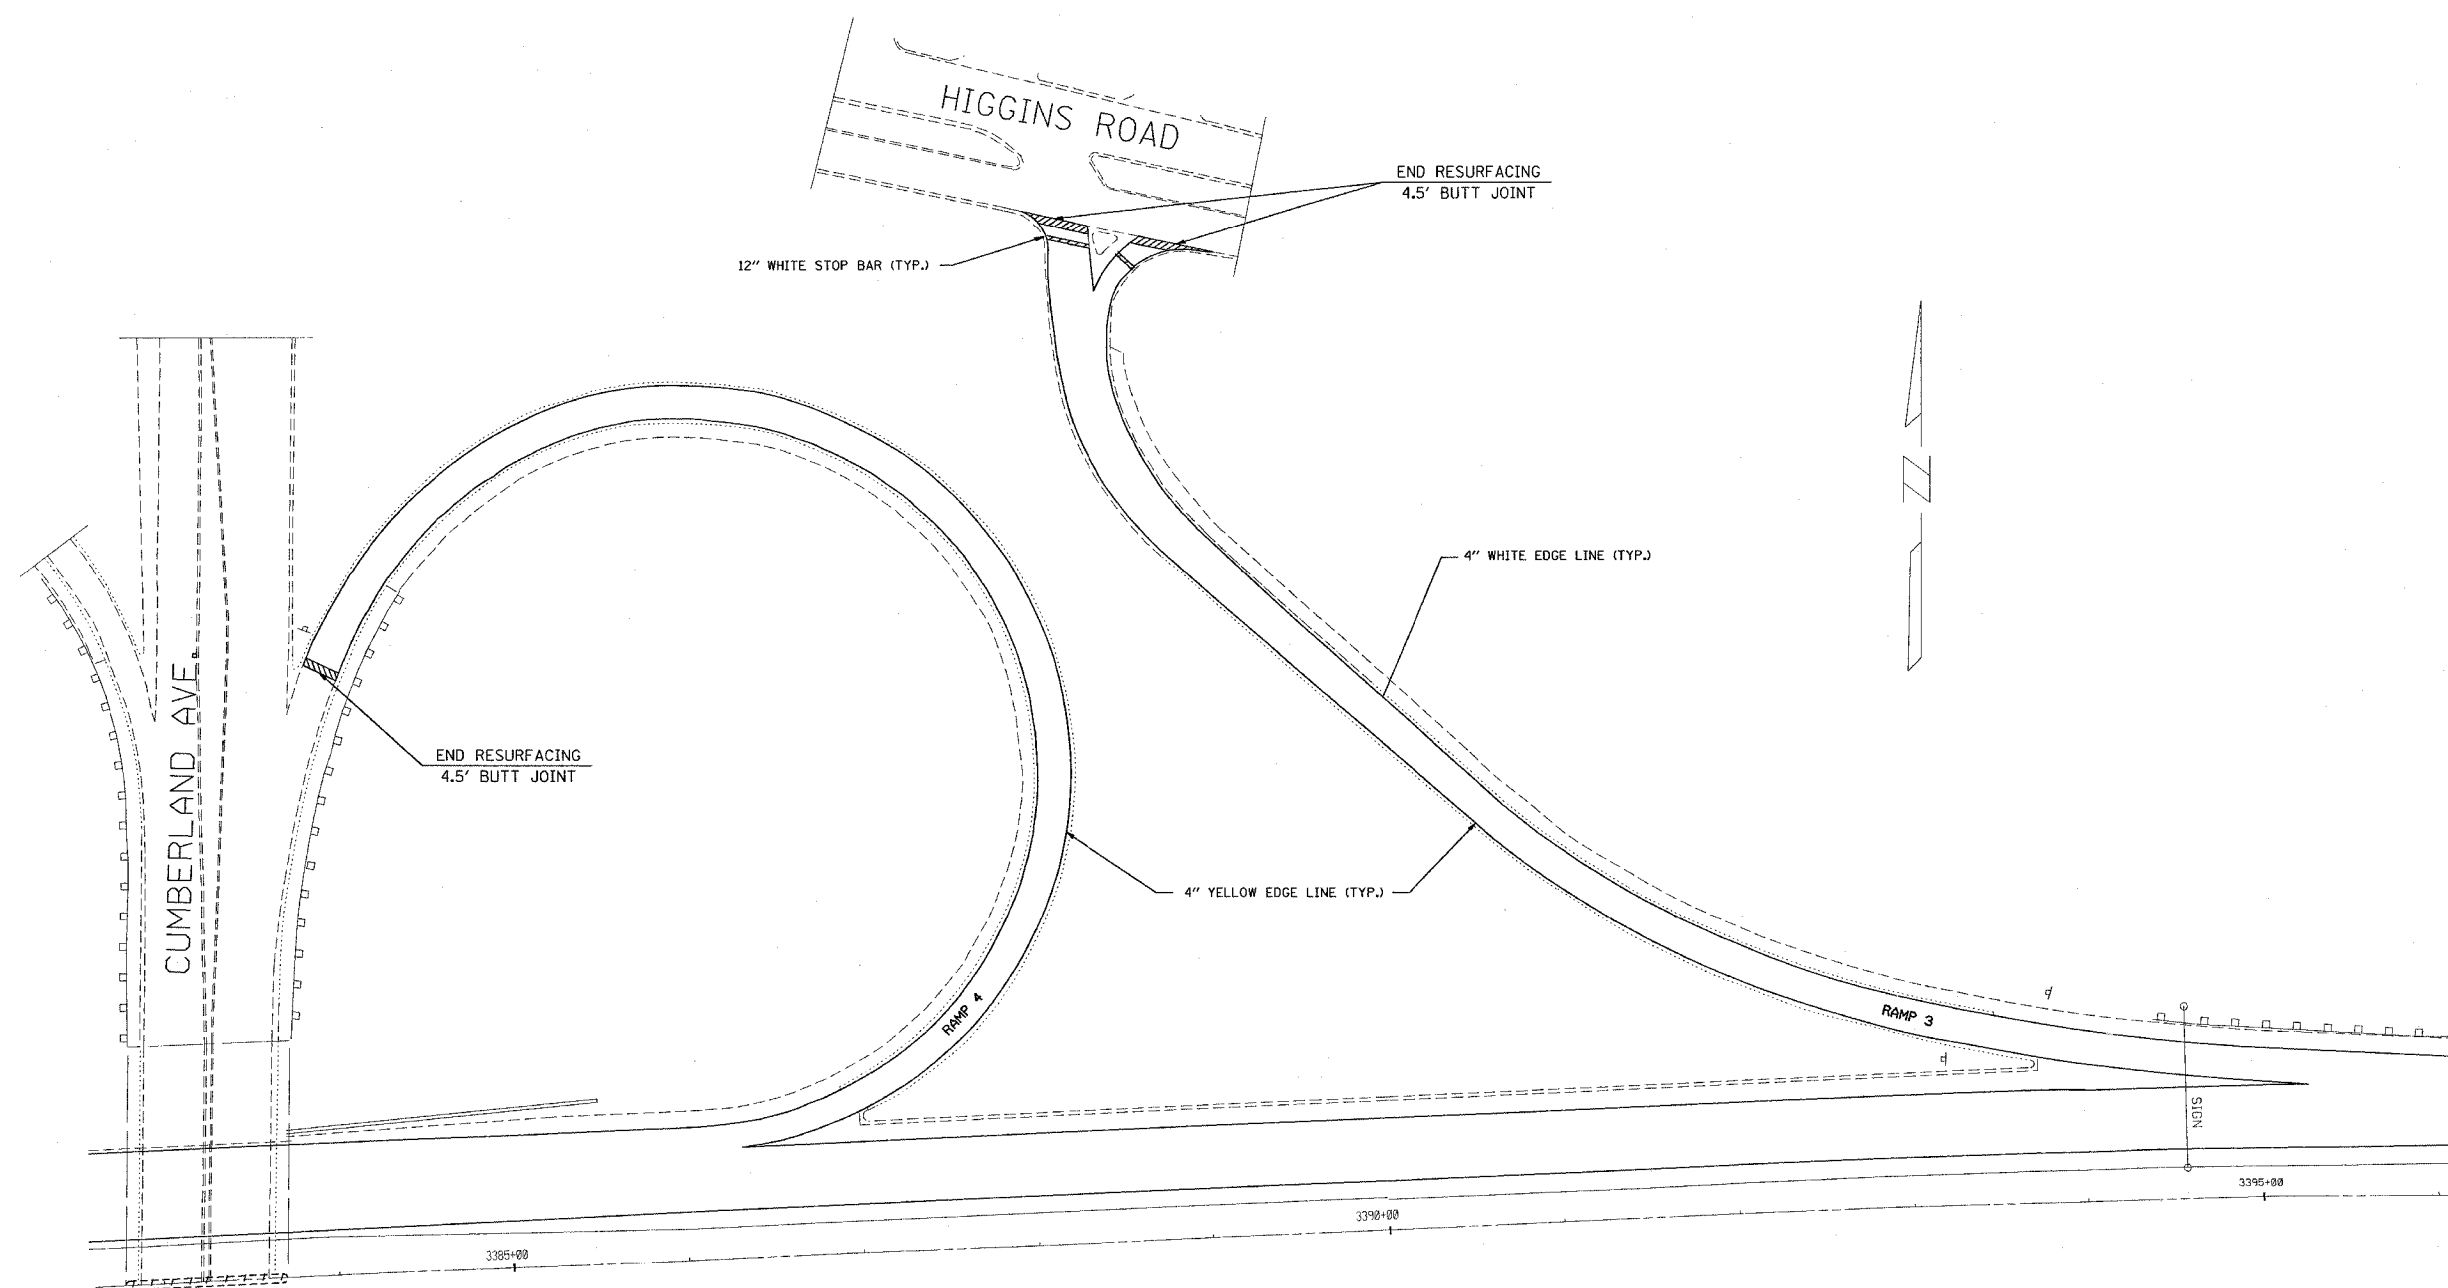 HIGGINS ROAD
END RESURFACING
4.5' BUTT JOINT
12" WHITE STOP BAR (TYP.)
4" WHITE EDGE LINE (TYP.)
N
CUMBERLAND AVE.
END RESURFACING
4.5' BUTT JOINT
4" YELLOW EDGE LINE (TYP.)
RAMP 4
RAMP 3
SIGN
3395+00
3390+00
3385+00